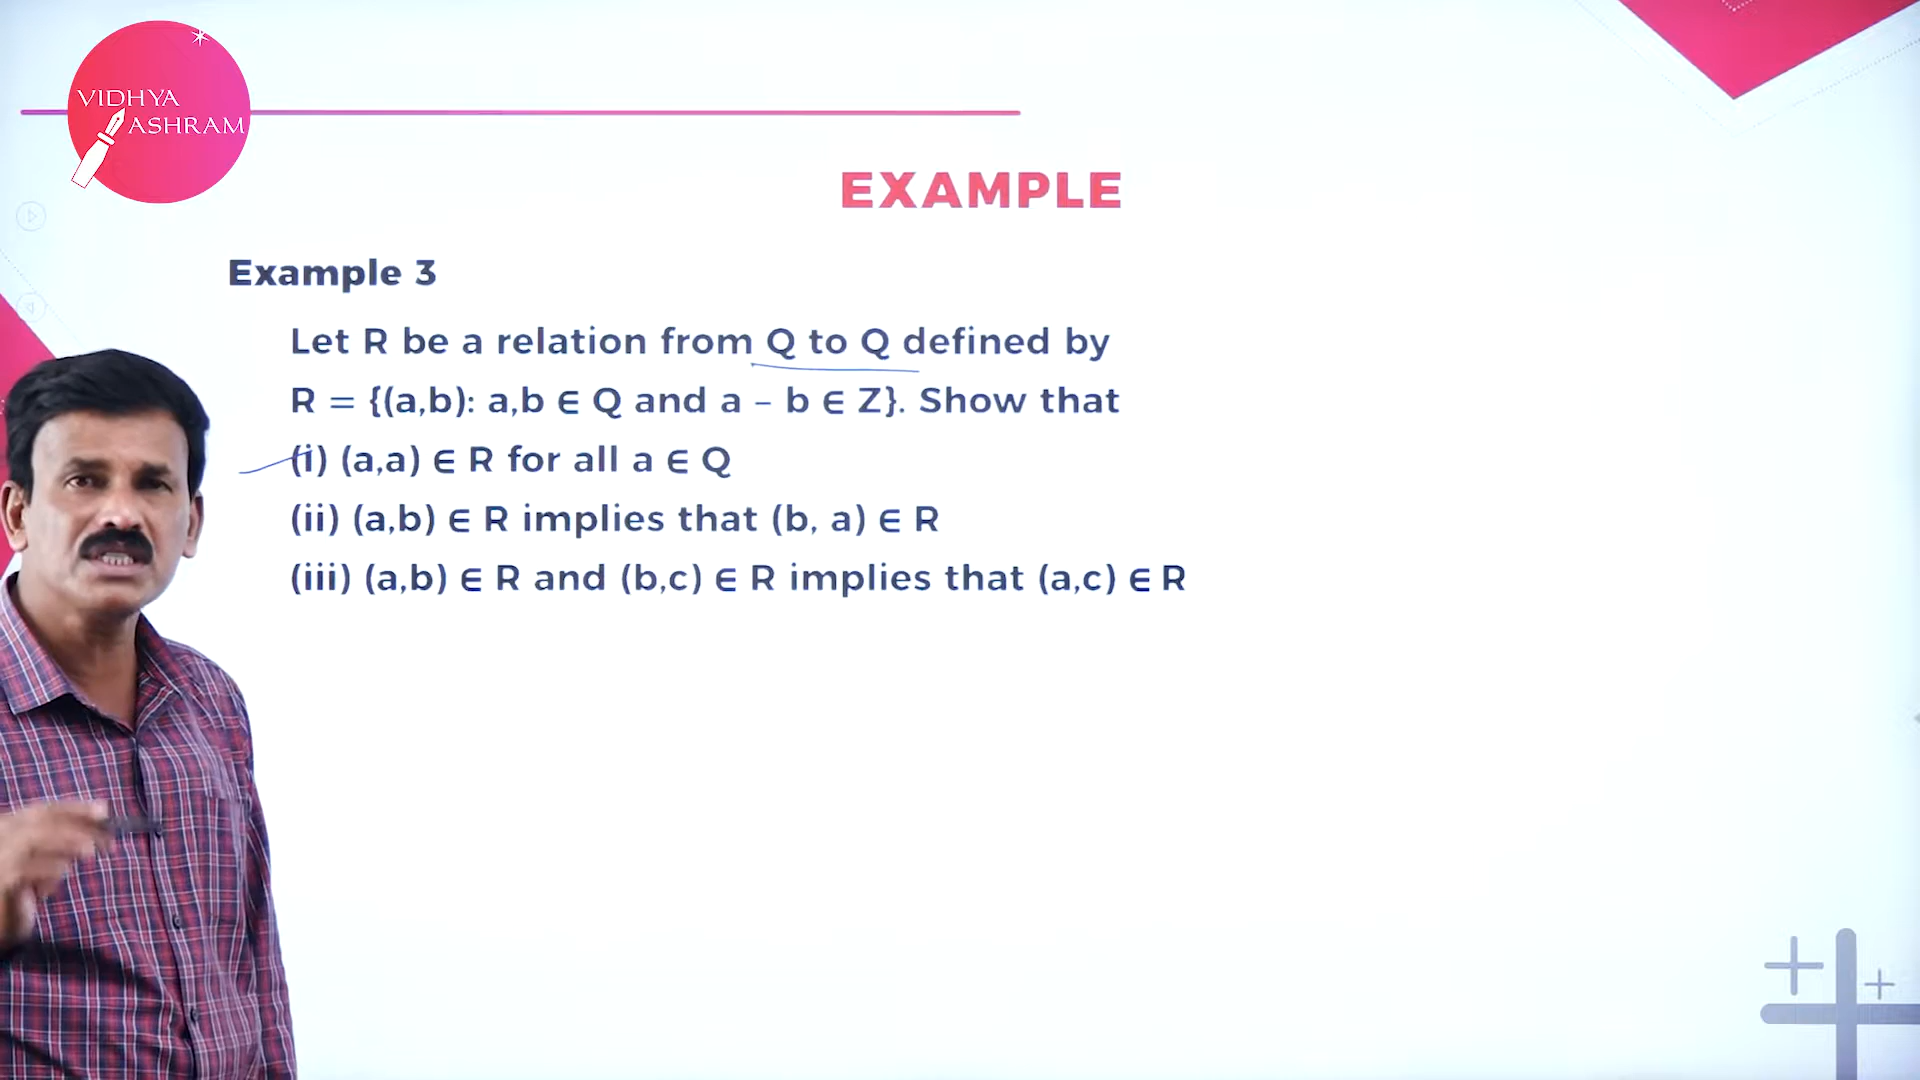 VIDHYA
ASHRAM
EXAMPLE
Example 3
Let R be a relation from Q to Q defined by
R = {(a,b): a,b ∈ Q and a – b ∈ Z}. Show that
(i) (a,a) ∈ R for all a ∈ Q
(ii) (a,b) ∈ R implies that (b, a) ∈ R
(iii) (a,b) ∈ R and (b,c) ∈ R implies that (a,c) ∈ R